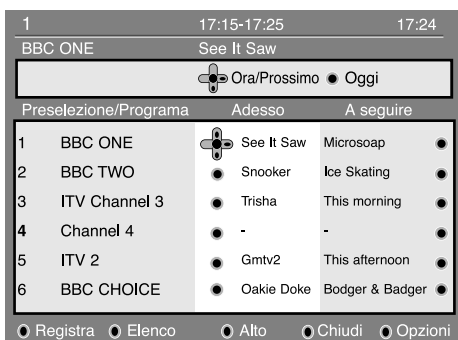 1 17:15-17:25 17:24
BBC ONE See It Saw
Ora/Prossimo Oggi
Preselezione/Programa Adesso A seguire
1 BBC ONE See It Saw Microsoap
2 BBC TWO Snooker Ice Skating
3 ITV Channel 3 Trisha This morning
4 Channel 4 - -
5 ITV 2 Gmtv2 This afternoon
6 BBC CHOICE Oakie Doke Bodger & Badger
Registra Elenco Alto Chiudi Opzioni